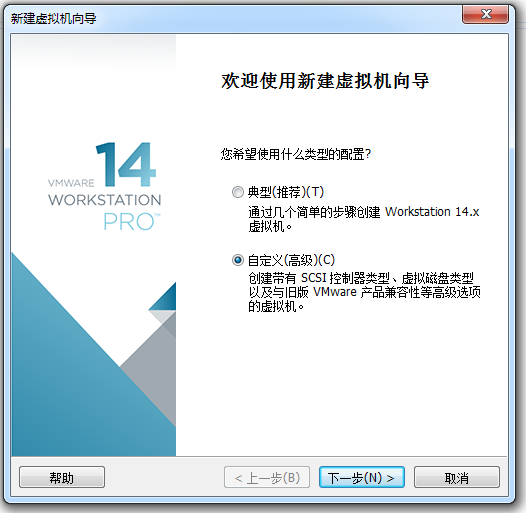 新建虚拟机向导
欢迎使用新建虚拟机向导
14
VMWARE
WORKSTATION
PRO™
您希望使用什么类型的配置?
典型(推荐)(T)
通过几个简单的步骤创建 Workstation 14.x
虚拟机。
自定义(高级)(C)
创建带有 SCSI 控制器类型、虚拟磁盘类型
以及与旧版 VMware 产品兼容性等高级选项
的虚拟机。
帮助
< 上一步(B)
下一步(N) >
取消